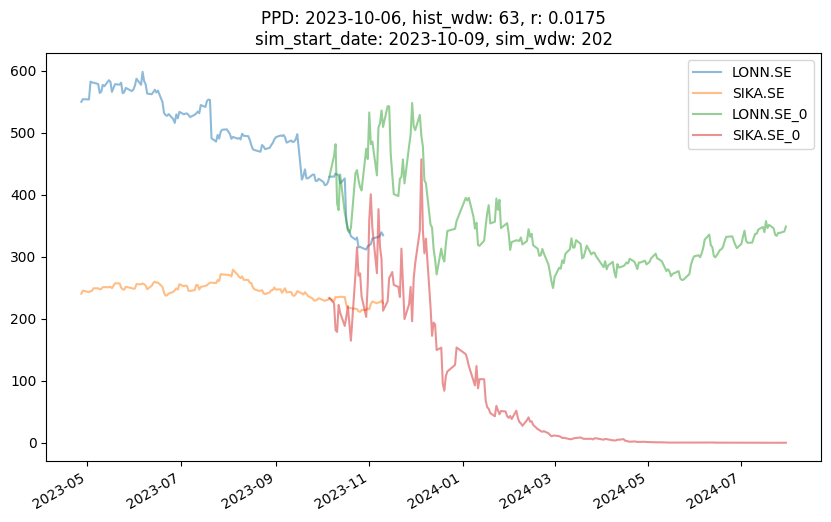 PPD: 2023-10-06, hist_wdw: 63, r: 0.0175
sim_start_date: 2023-10-09, sim_wdw: 202
600
500
400
300
200
100
0
LONN.SE
SIKA.SE
LONN.SE_0
SIKA.SE_0
2023-05
2023-07
2023-09
2023-11
2024-01
2024-03
2024-05
2024-07